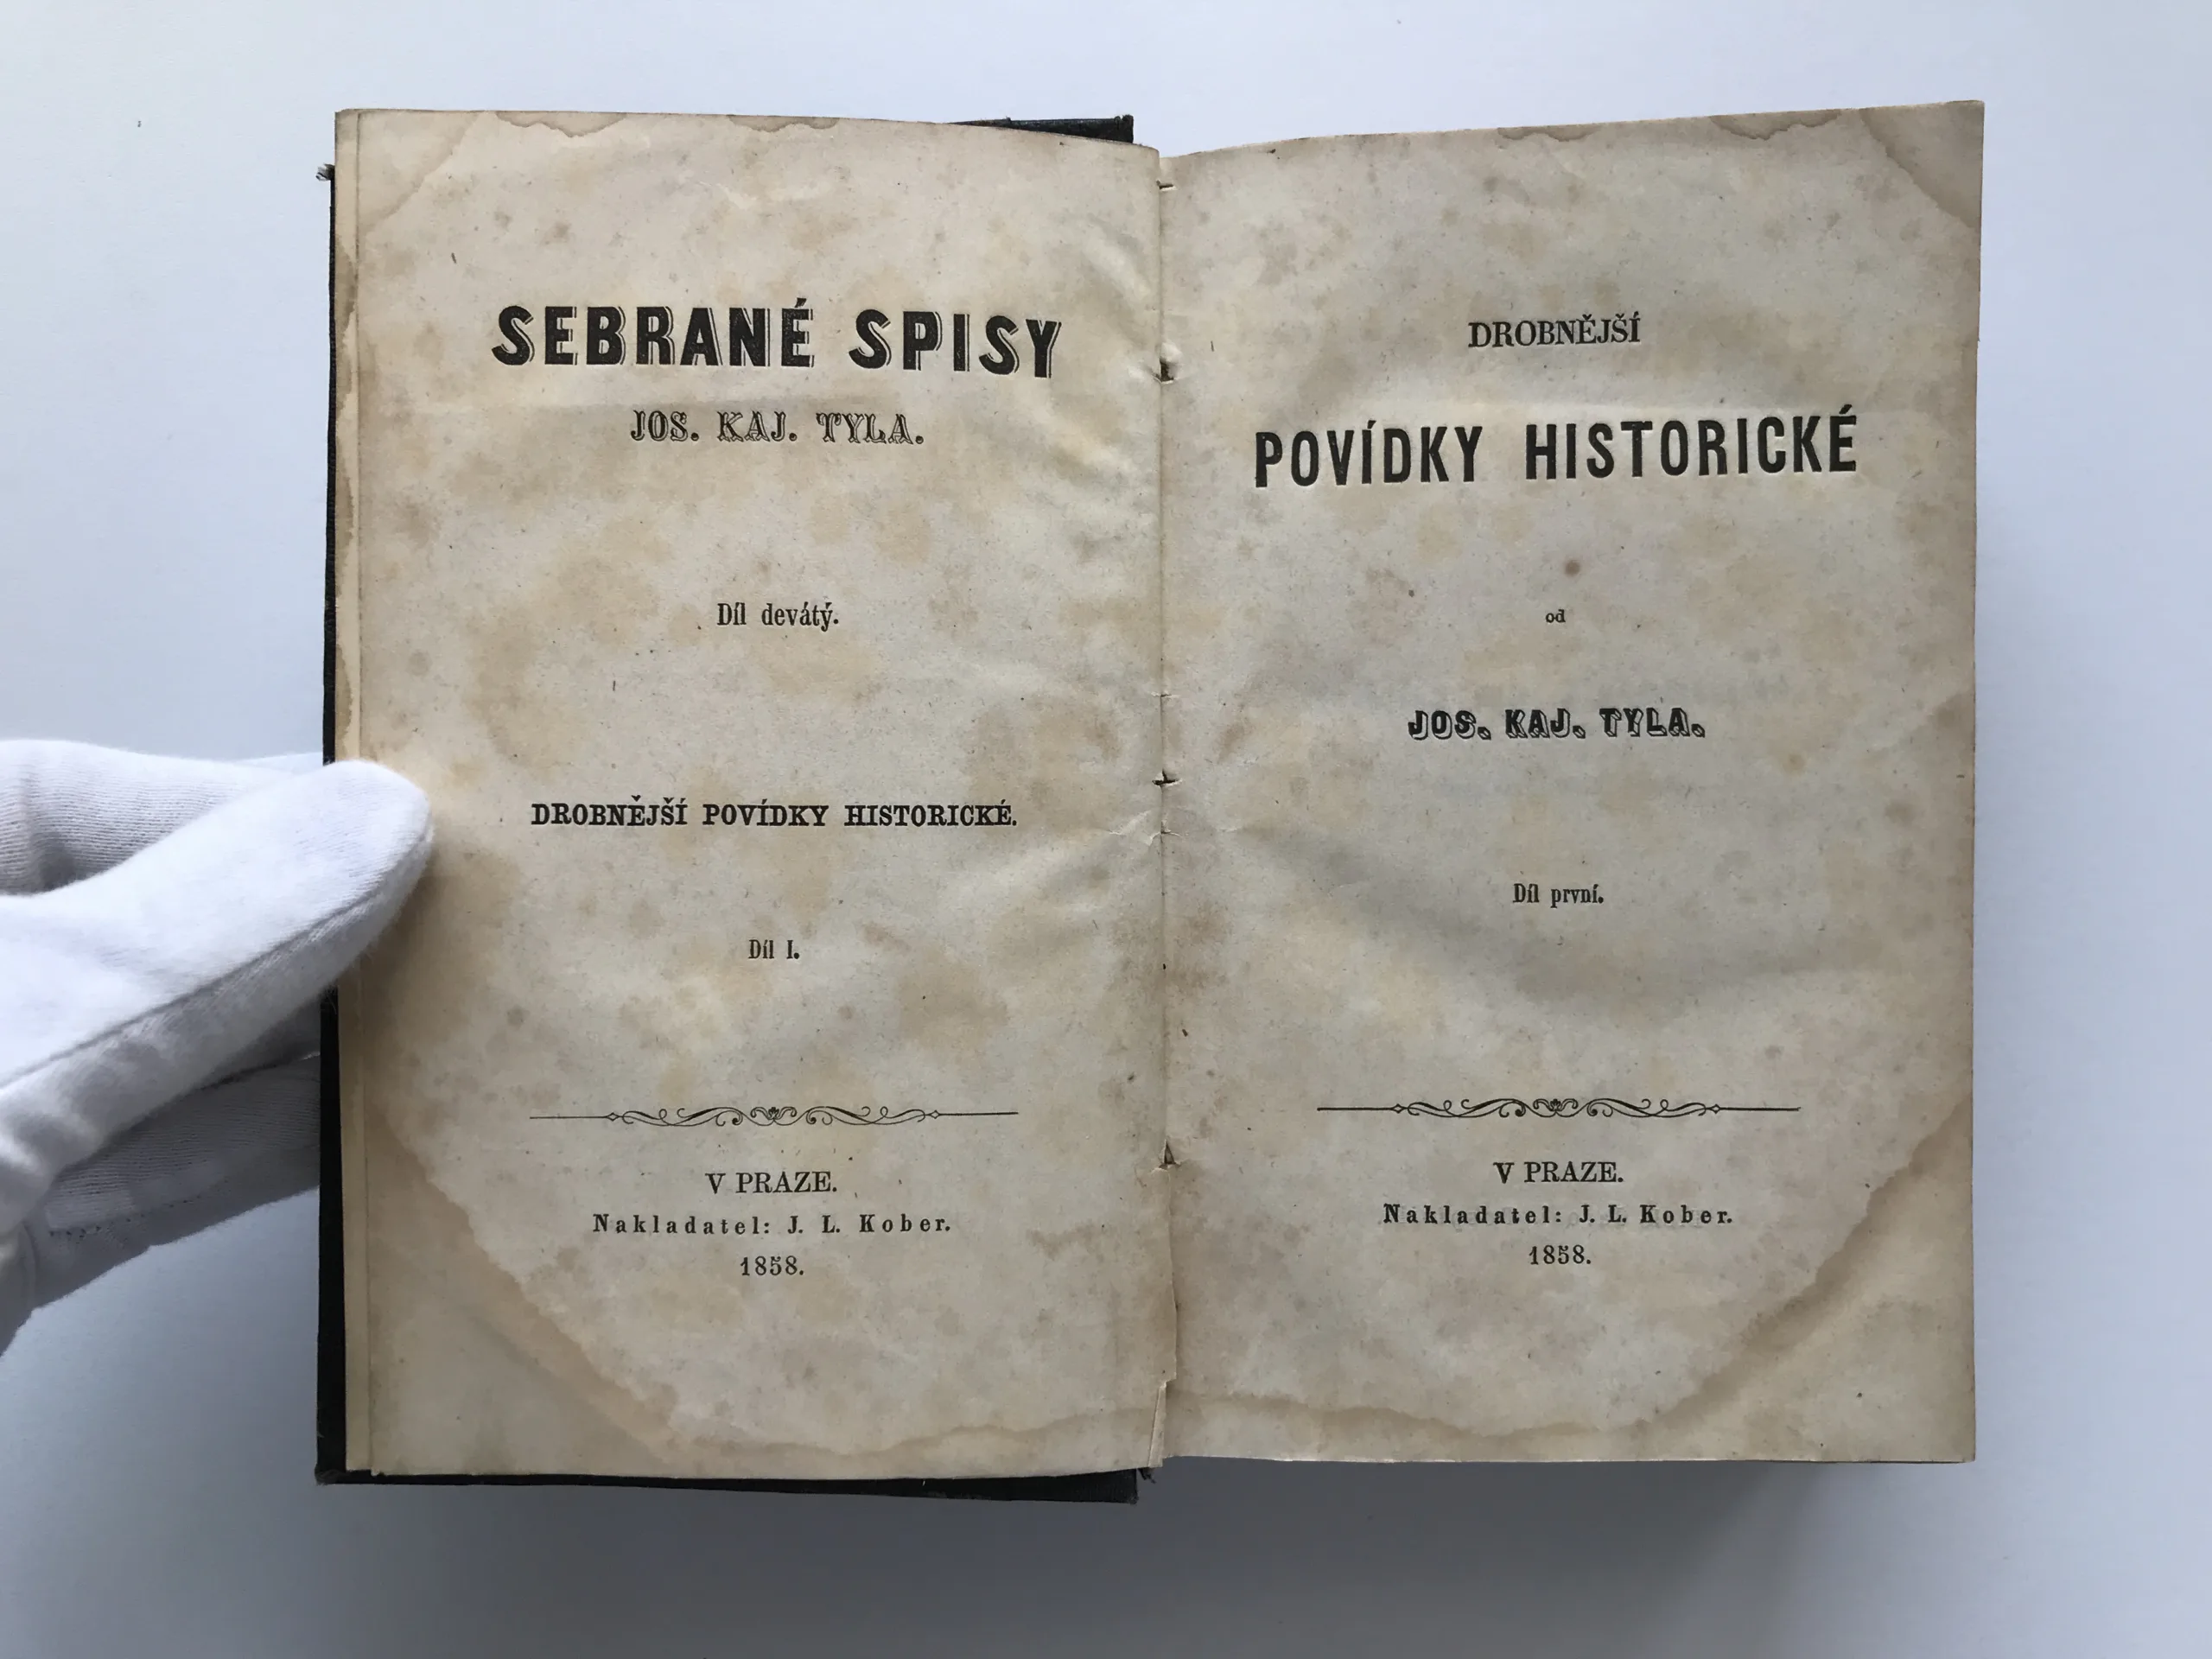 SEBRANÉ SPISY
JOS. KAJ. TYLA.
Díl devátý.
DROBNĚJŠÍ POVÍDKY HISTORICKÉ.
Díl I.
V PRAZE.
Nakladatel: J. L. Kober.
1858.
DROBNĚJŠÍ
POVÍDKY HISTORICKÉ
od
JOS. KAJ. TYLA.
Díl první.
V PRAZE.
Nakladatel: J. L. Kober.
1858.